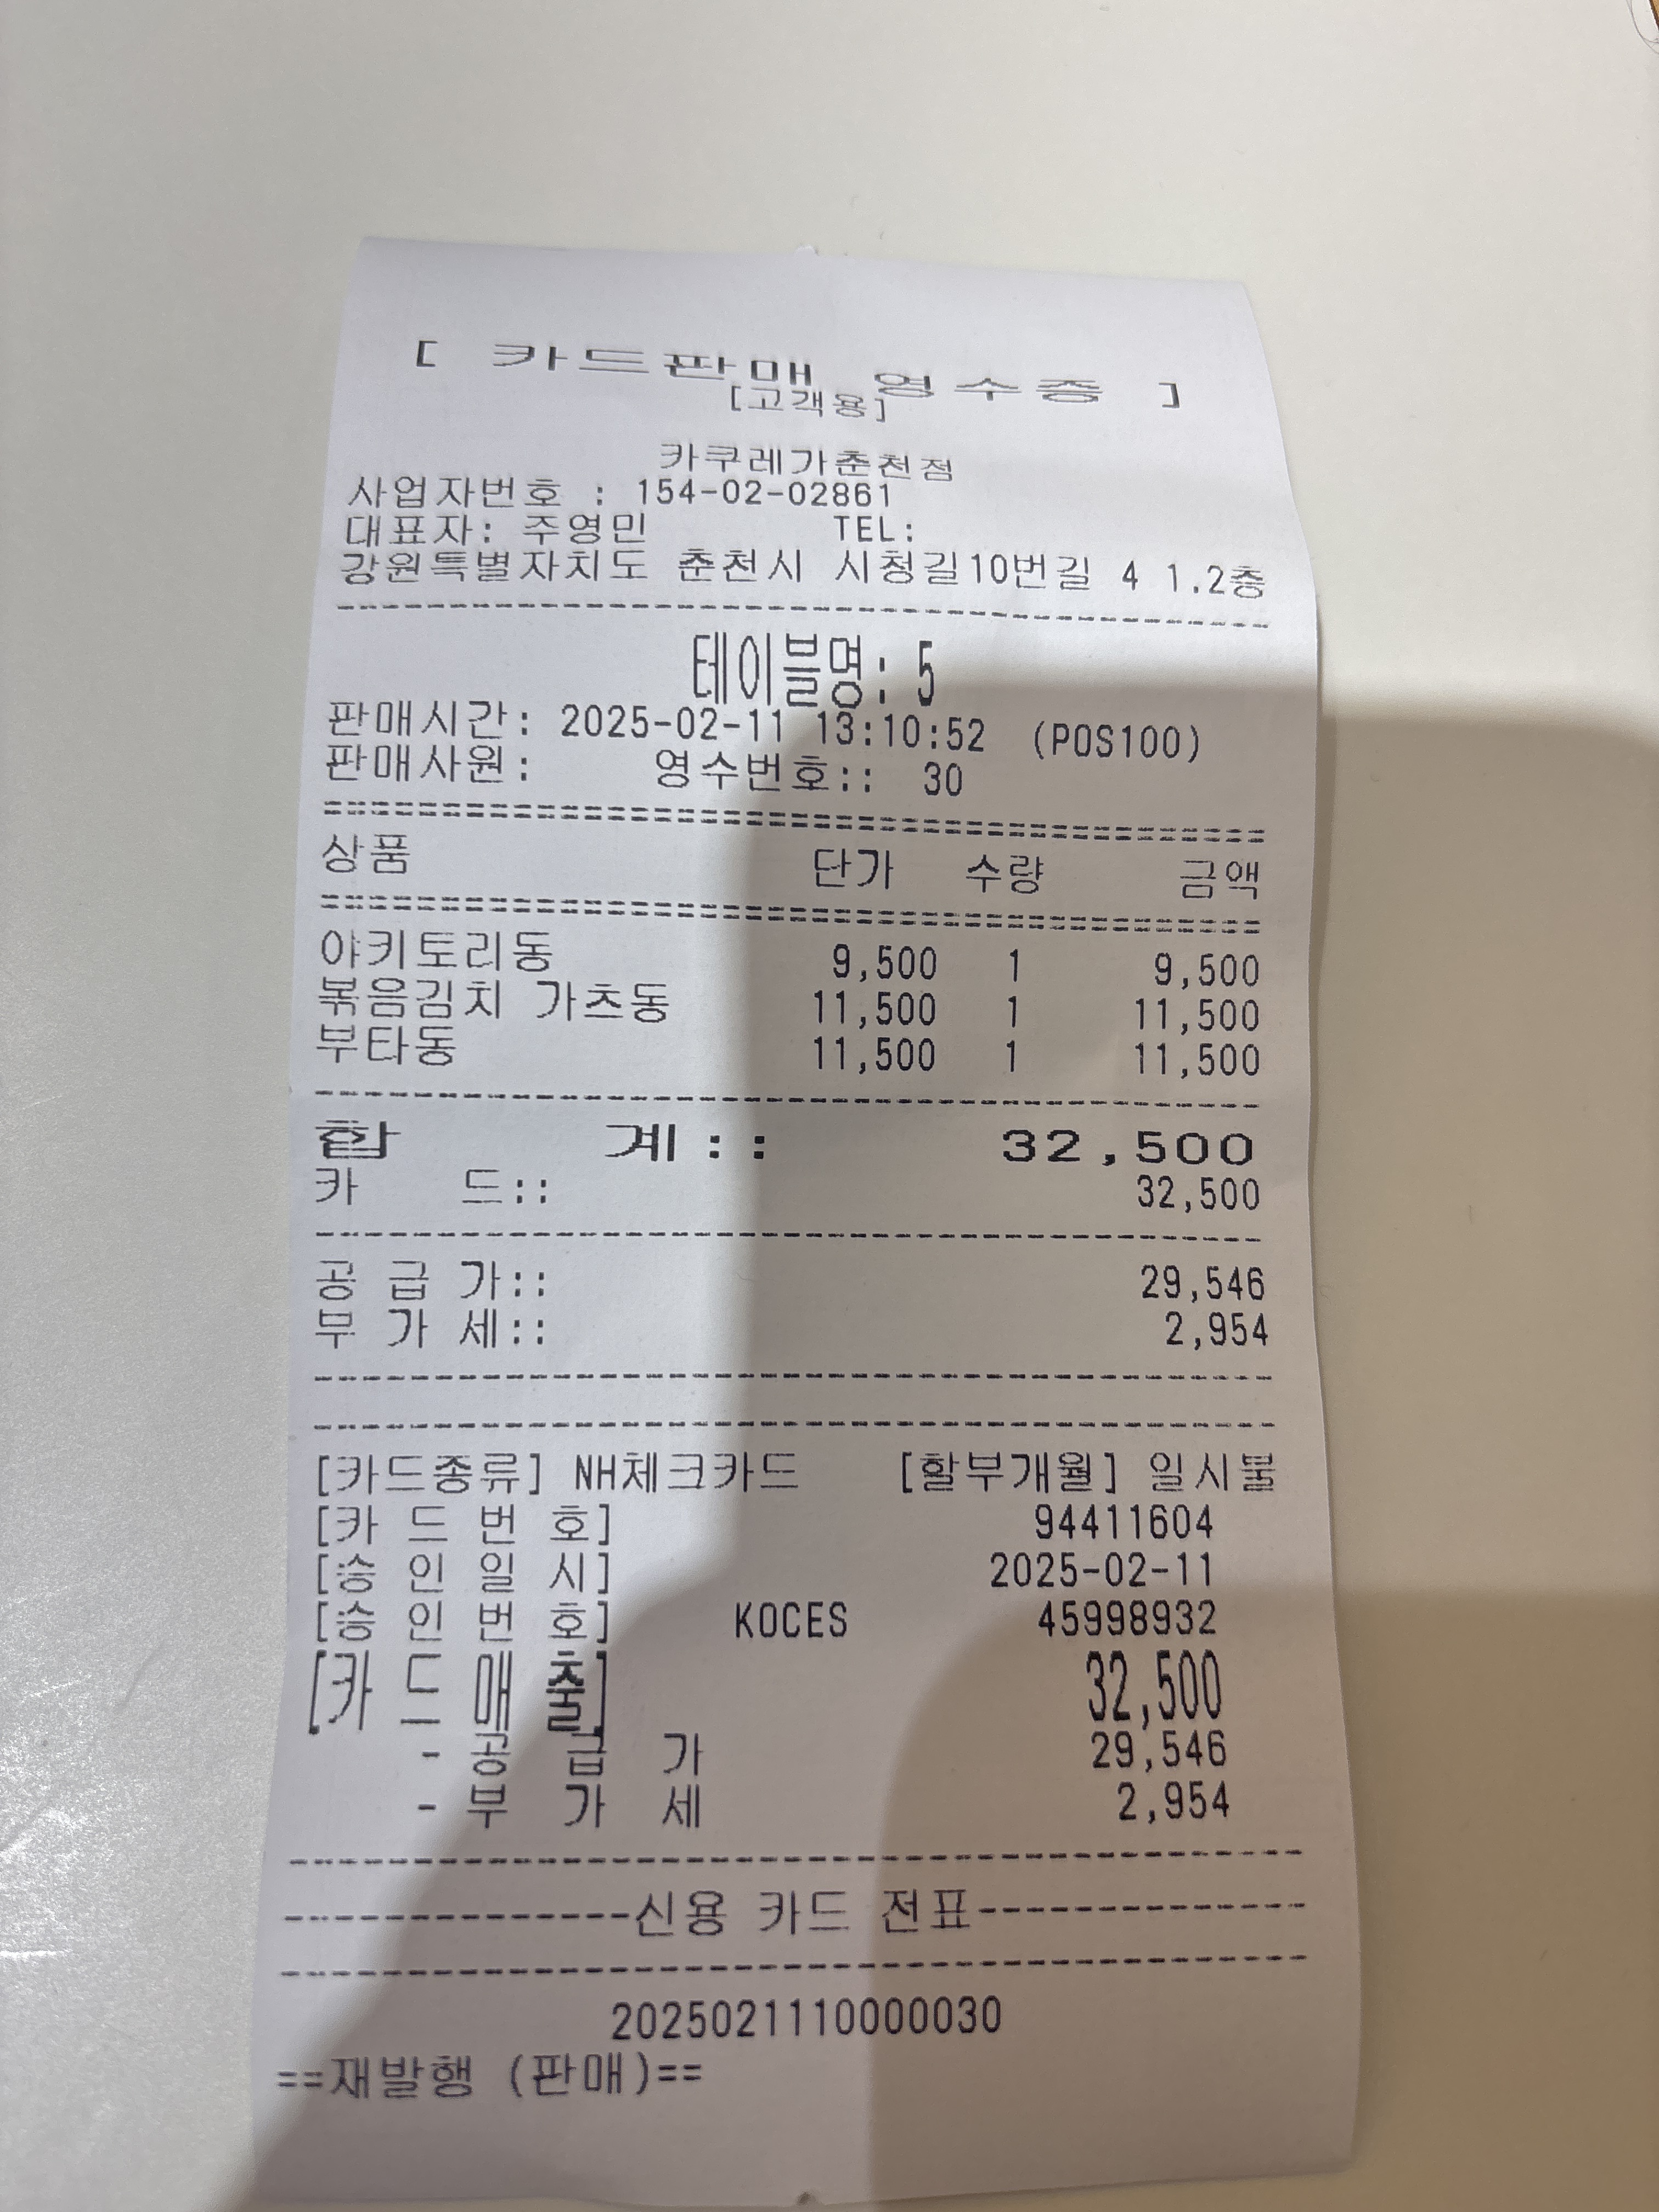 [ 카드판매 영수증 ]
[고객용]
카쿠레가춘천점
사업자번호 : 154-02-02861
대표자: 주영민 TEL:
강원특별자치도 춘천시 시청길10번길 4 1.2층
테이블명: 5
판매시간: 2025-02-11 13:10:52 (POS100)
판매사원: 영수번호:: 30
상품 단가 수량 금액
야키토리동 9,500 1 9,500
볶음김치 가츠동 11,500 1 11,500
부타동 11,500 1 11,500
합 계:: 32,500
카 드:: 32,500
공 급 가:: 29,546
부 가 세:: 2,954
[카드종류] NH체크카드 [할부개월] 일시불
[카 드 번 호] 94411604
[승 인 일 시] 2025-02-11
[승 인 번 호] KOCES 45998932
[카 드 매 출] 32,500
- 공 급 가 29,546
- 부 가 세 2,954
--------------신용 카드 전표--------------
2025021110000030
==재발행 (판매)==